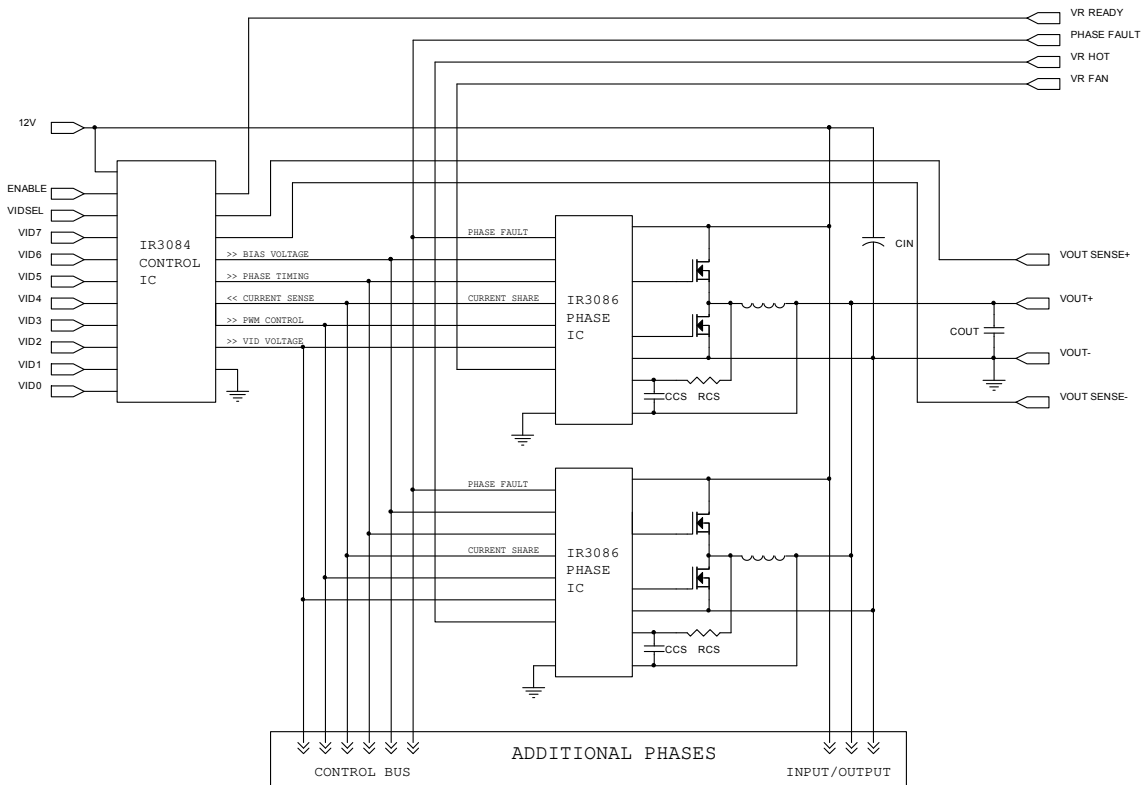 VR READY
PHASE FAULT
VR HOT
VR FAN
12V
ENABLE
VIDSEL
VID7
VID6
VID5
VID4
VID3
VID2
VID1
VID0
IR3084
CONTROL
IC
>> BIAS VOLTAGE
>> PHASE TIMING
<< CURRENT SENSE
>> PWM CONTROL
>> VID VOLTAGE
PHASE FAULT
CURRENT SHARE
IR3086
PHASE
IC
CCS RCS
CIN
COUT
VOUT SENSE+
VOUT+
VOUT-
VOUT SENSE-
PHASE FAULT
CURRENT SHARE
IR3086
PHASE
IC
CCS RCS
ADDITIONAL PHASES
CONTROL BUS
INPUT/OUTPUT